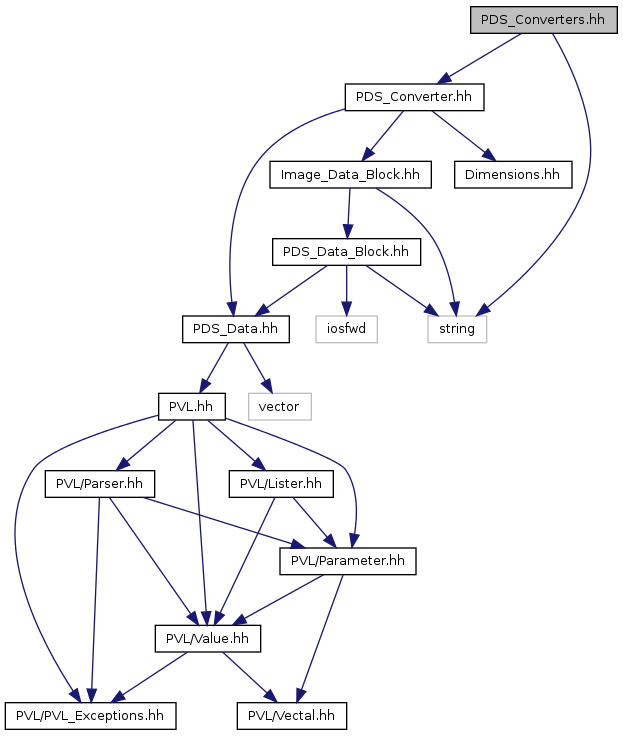 PDS_Converters.hh
PDS_Converter.hh
Image_Data_Block.hh
Dimensions.hh
PDS_Data_Block.hh
PDS_Data.hh
iosfwd
string
PVL.hh
vector
PVL/Parser.hh
PVL/Lister.hh
PVL/Parameter.hh
PVL/Value.hh
PVL/PVL_Exceptions.hh
PVL/Vectal.hh